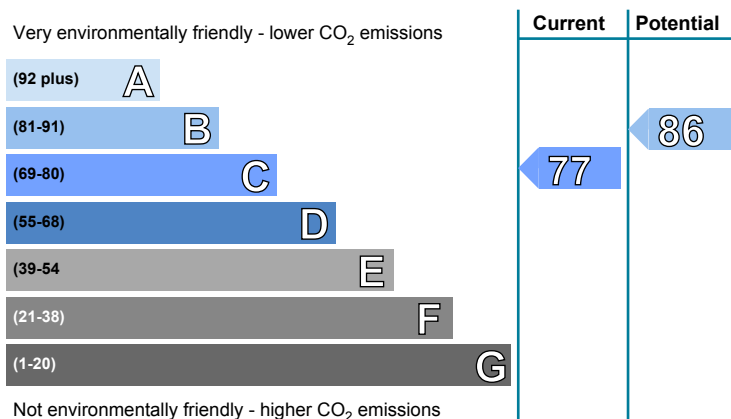 Very environmentally friendly - lower CO2 emissions
Current
Potential
(92 plus) A
(81-91) B
(69-80) C
(55-68) D
(39-54 E
(21-38) F
(1-20) G
77
86
Not environmentally friendly - higher CO2 emissions